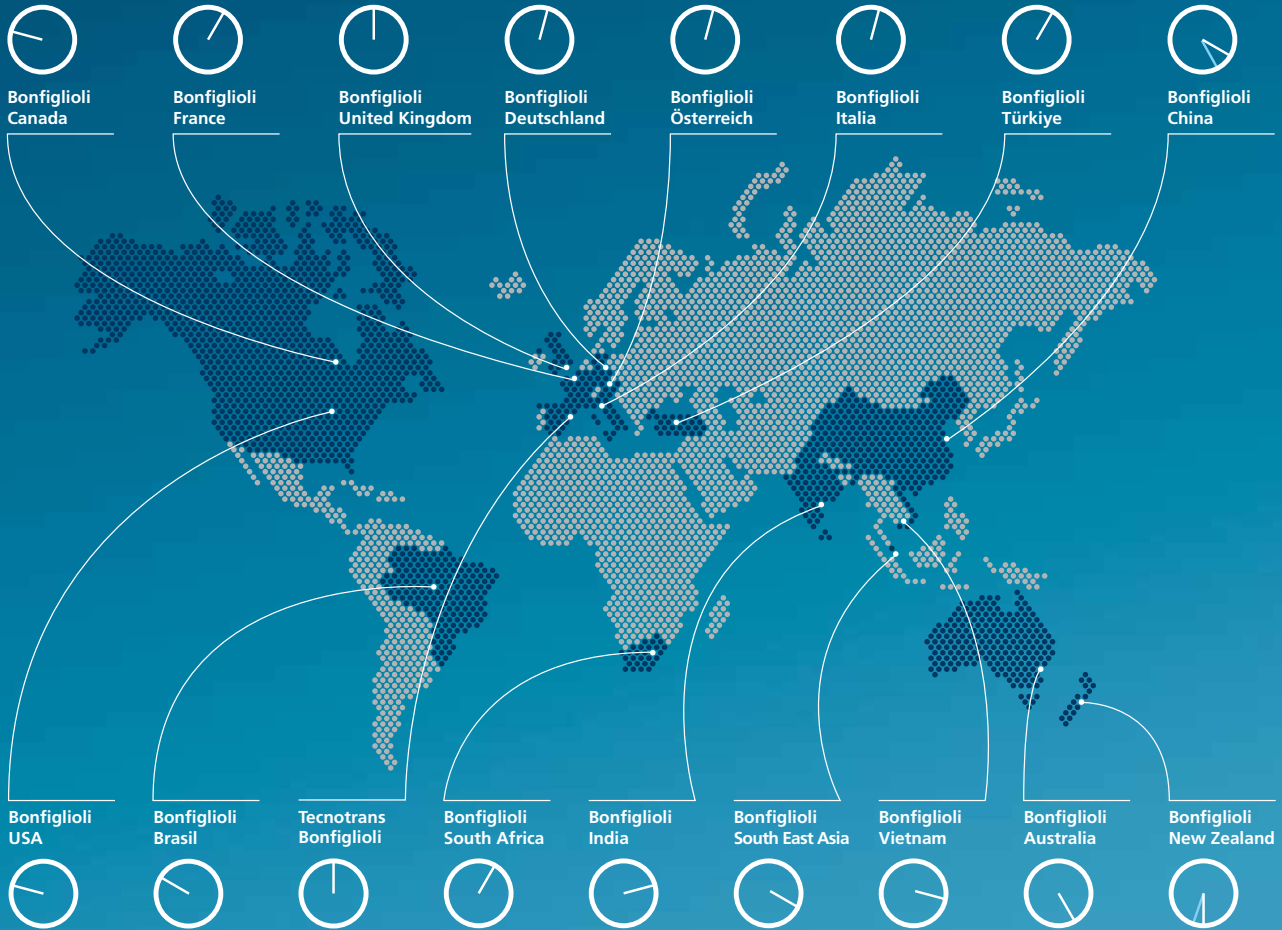 Bonfiglioli
Canada
Bonfiglioli
France
Bonfiglioli
United Kingdom
Bonfiglioli
Deutschland
Bonfiglioli
Österreich
Bonfiglioli
Italia
Bonfiglioli
Türkiye
Bonfiglioli
China
Bonfiglioli
USA
Bonfiglioli
Brasil
Tecnotrans
Bonfiglioli
Bonfiglioli
South Africa
Bonfiglioli
India
Bonfiglioli
South East Asia
Bonfiglioli
Vietnam
Bonfiglioli
Australia
Bonfiglioli
New Zealand